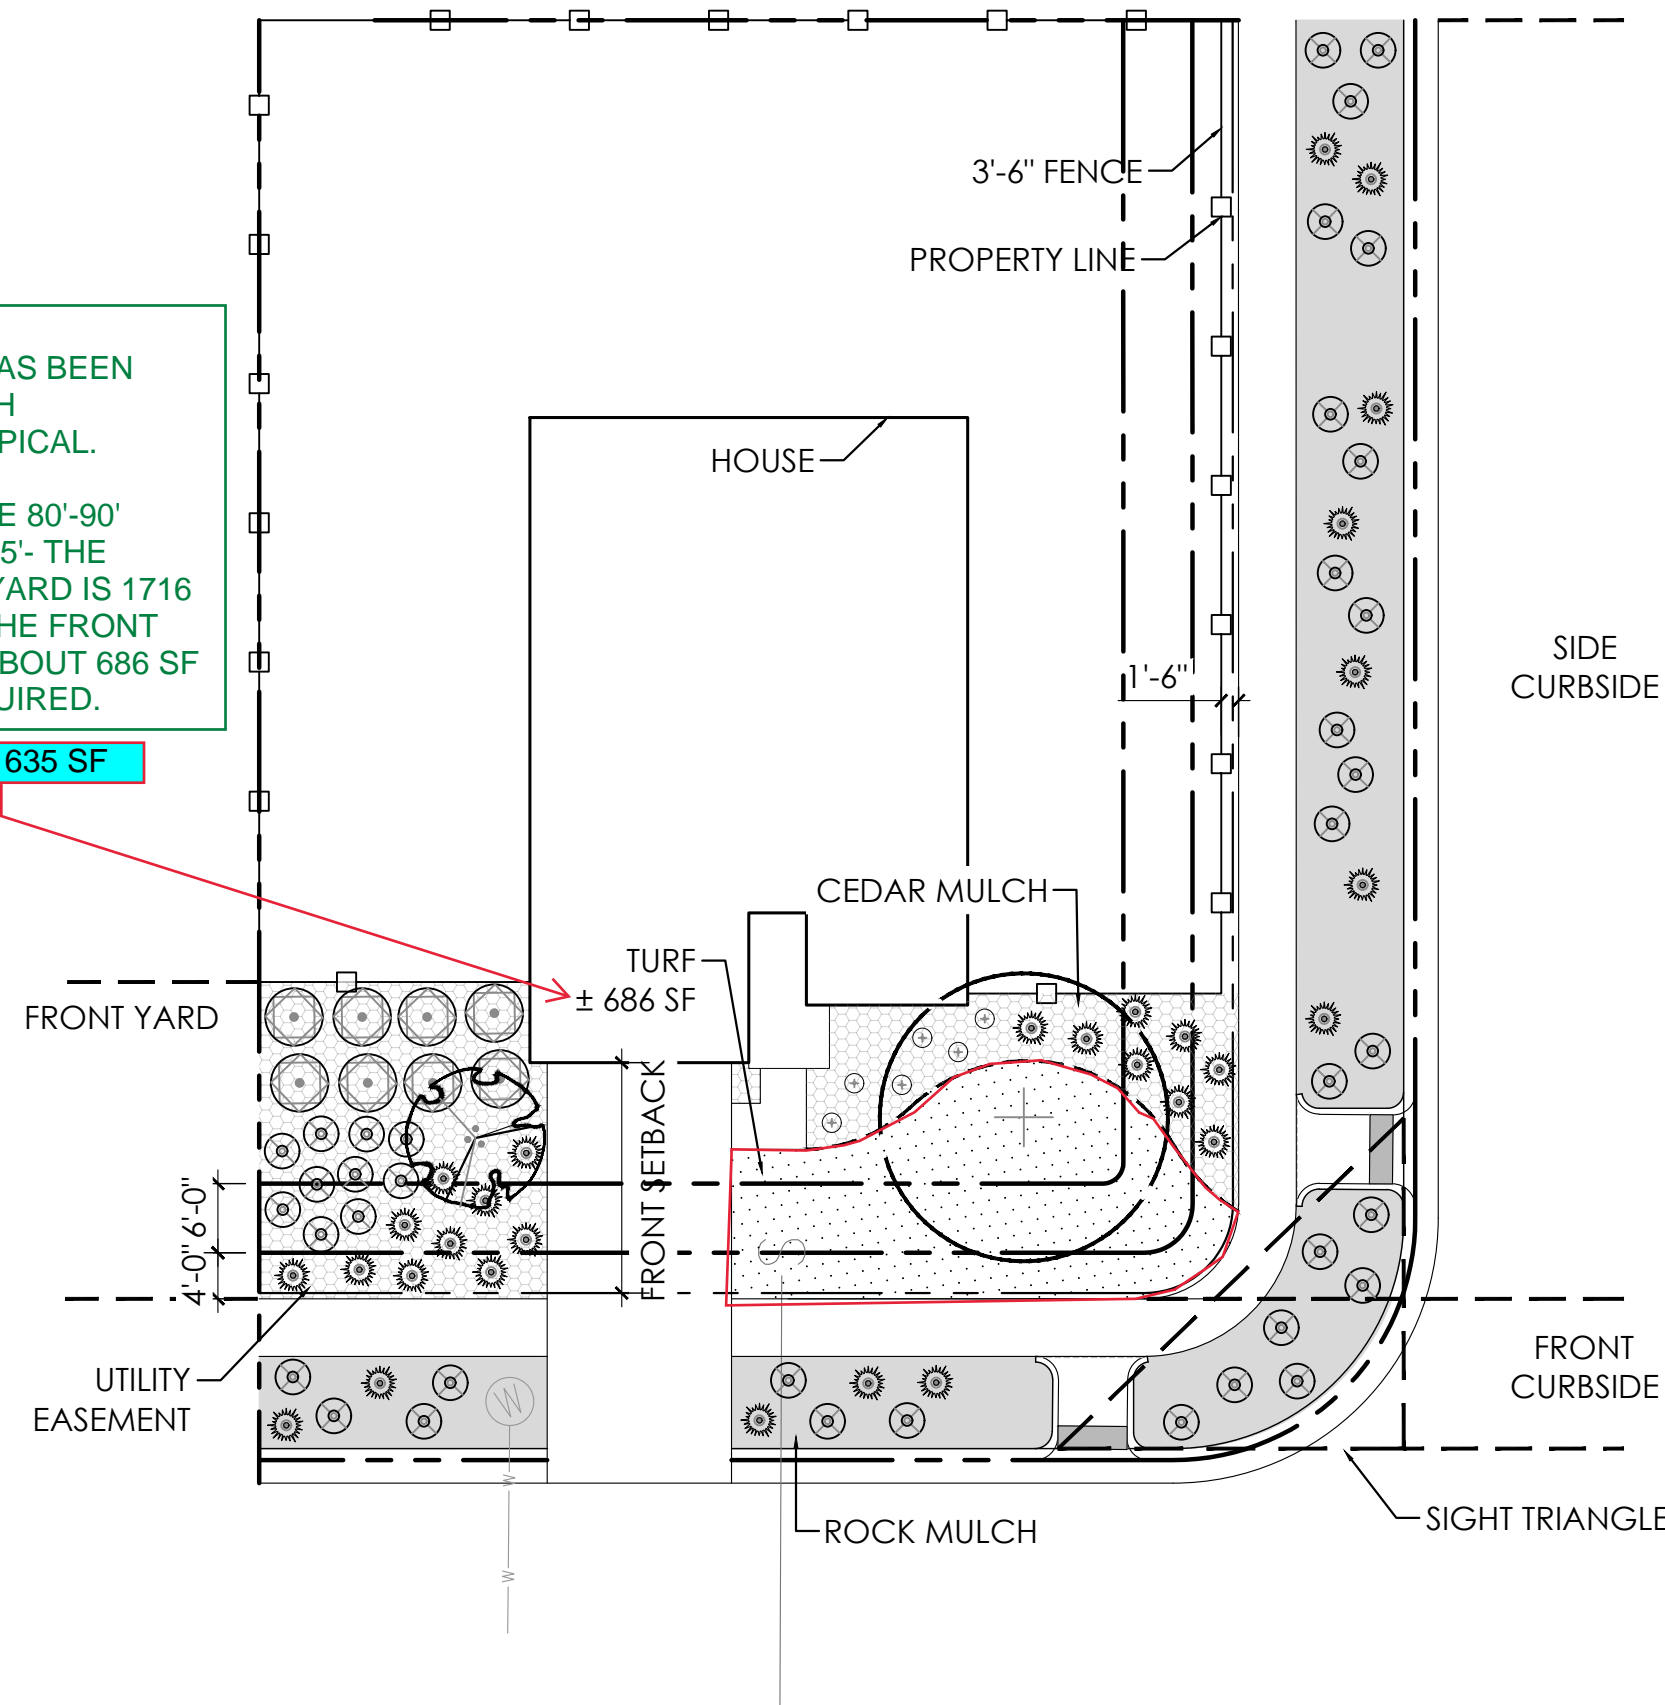 3'-6" FENCE
PROPERTY LINE
AS BEEN
H
PICAL.
E 80'-90'
5'- THE
YARD IS 1716
HE FRONT
BOUT 686 SF
UIRED.
635 SF
HOUSE
1'-6"
SIDE
CURBSIDE
CEDAR MULCH
TURF
± 686 SF
FRONT YARD
FRONT SETBACK
6'-0"
4'-0"
UTILITY
EASEMENT
FRONT
CURBSIDE
W
W
W
S
ROCK MULCH
SIGHT TRIANGLE